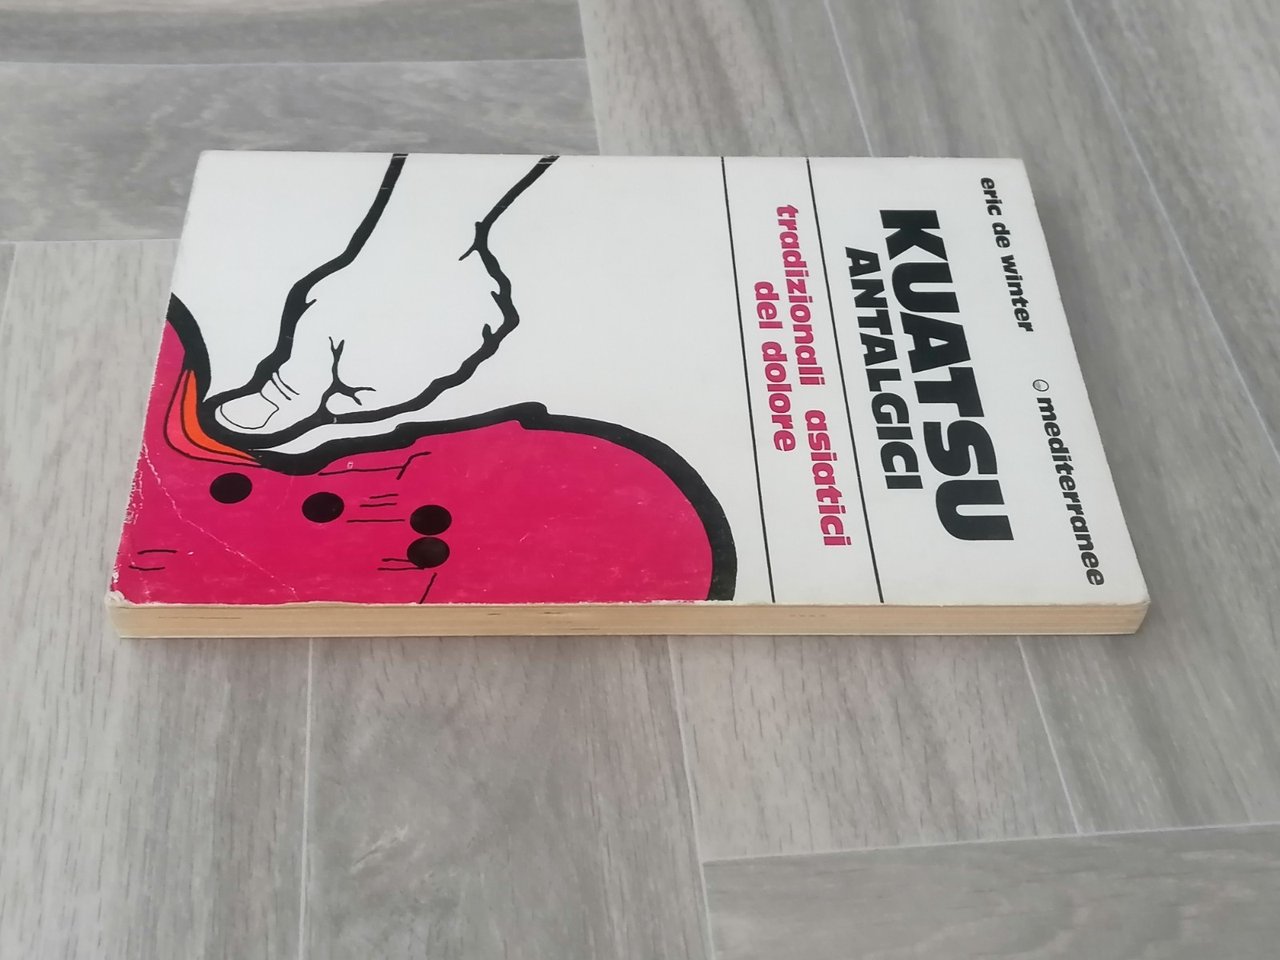 eric de winter
mediterranee
KUATSU
ANTALGICI
tradizionali asiatici
del dolore